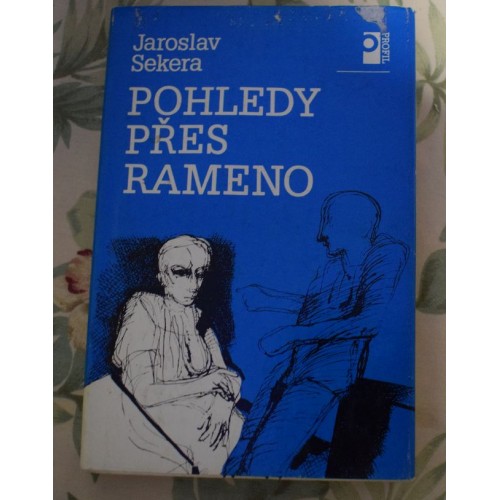 Jaroslav
Sekera
PROFIL
POHLEDY
PŘES
RAMENO